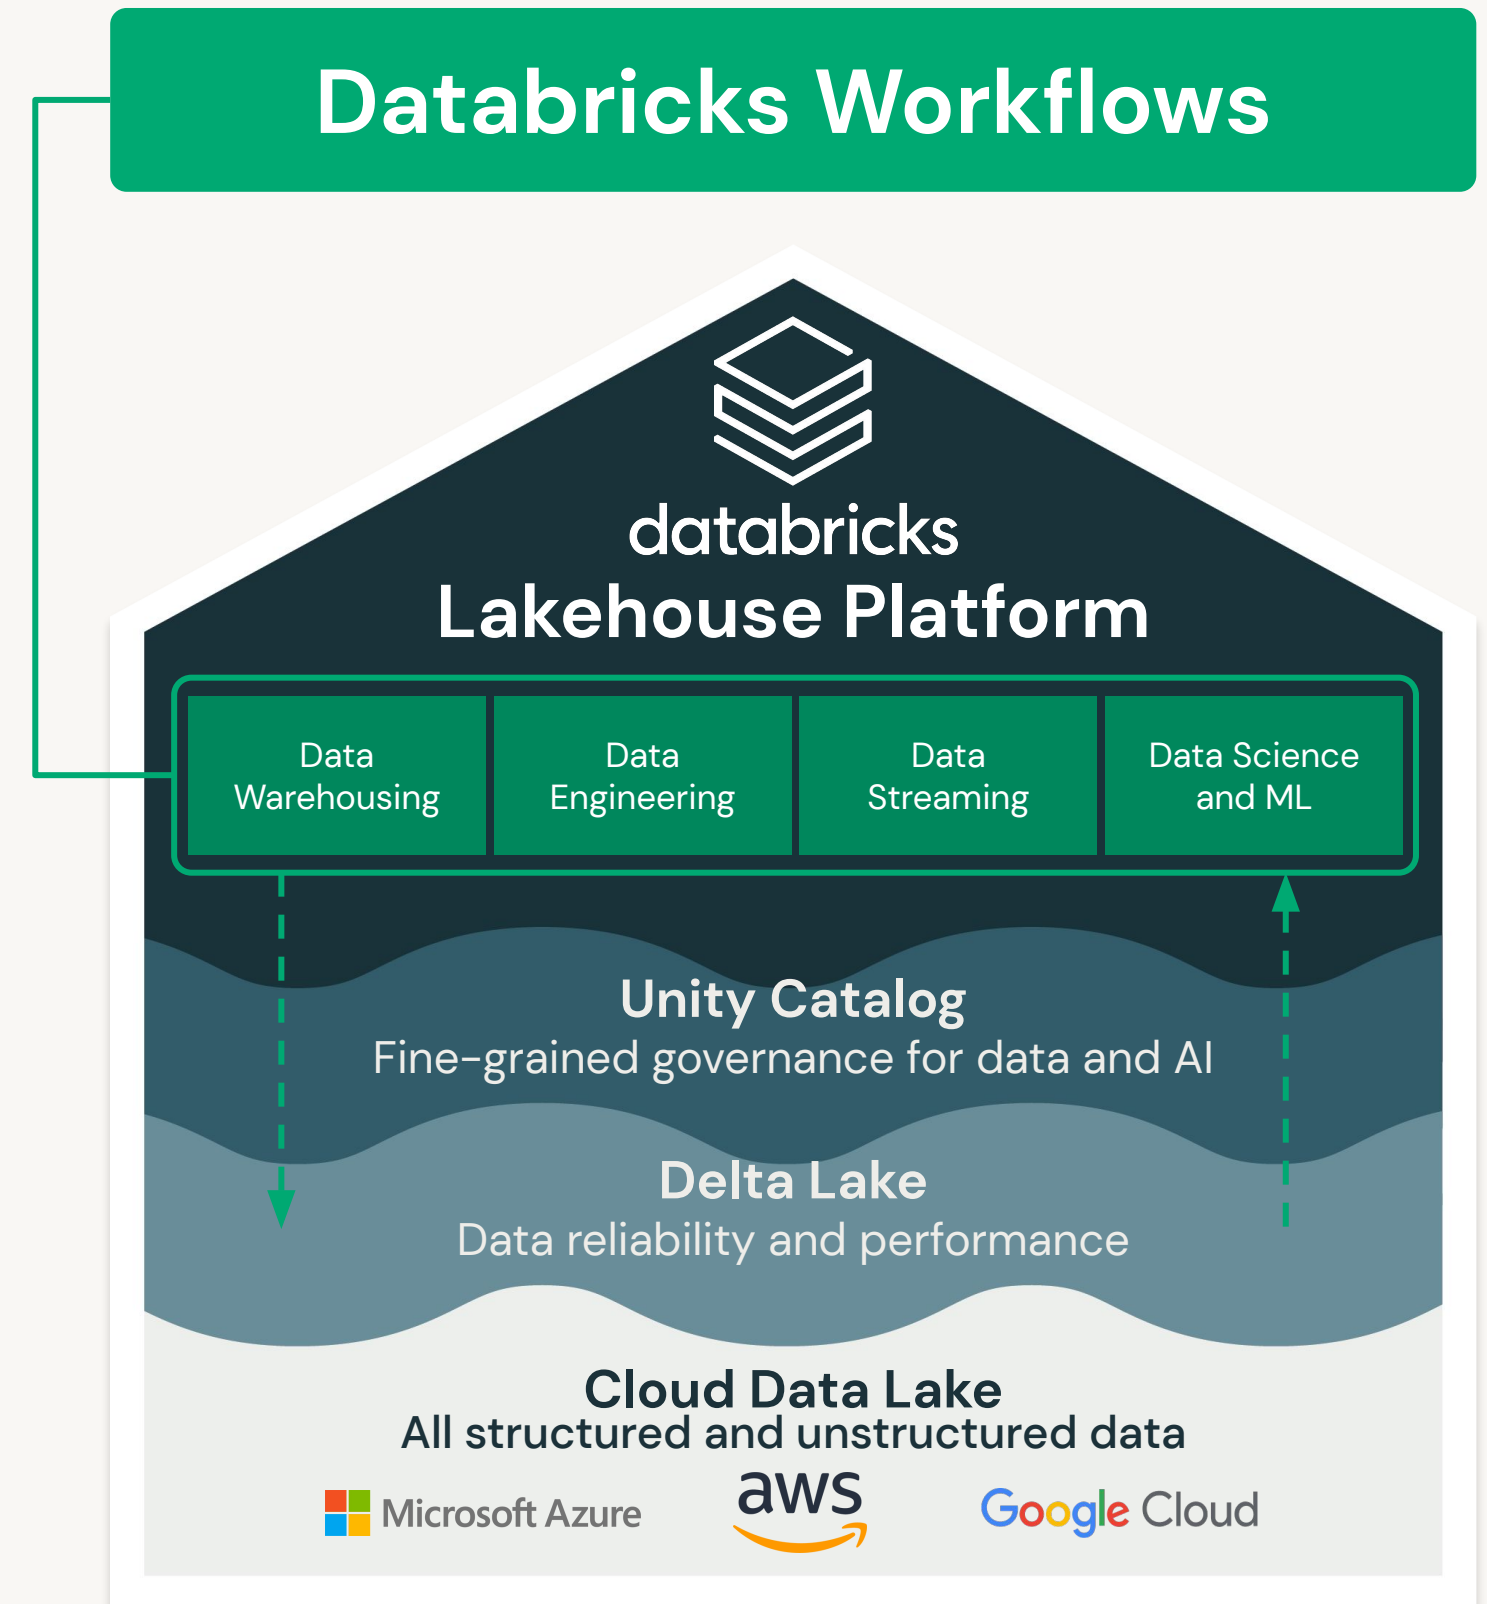 Databricks Workflows
databricks
Lakehouse Platform
Data
Warehousing
Data
Engineering
Data
Streaming
Data Science
and ML
Unity Catalog
Fine-grained governance for data and AI
Delta Lake
Data reliability and performance
Cloud Data Lake
All structured and unstructured data
Microsoft Azure
aws
Google Cloud